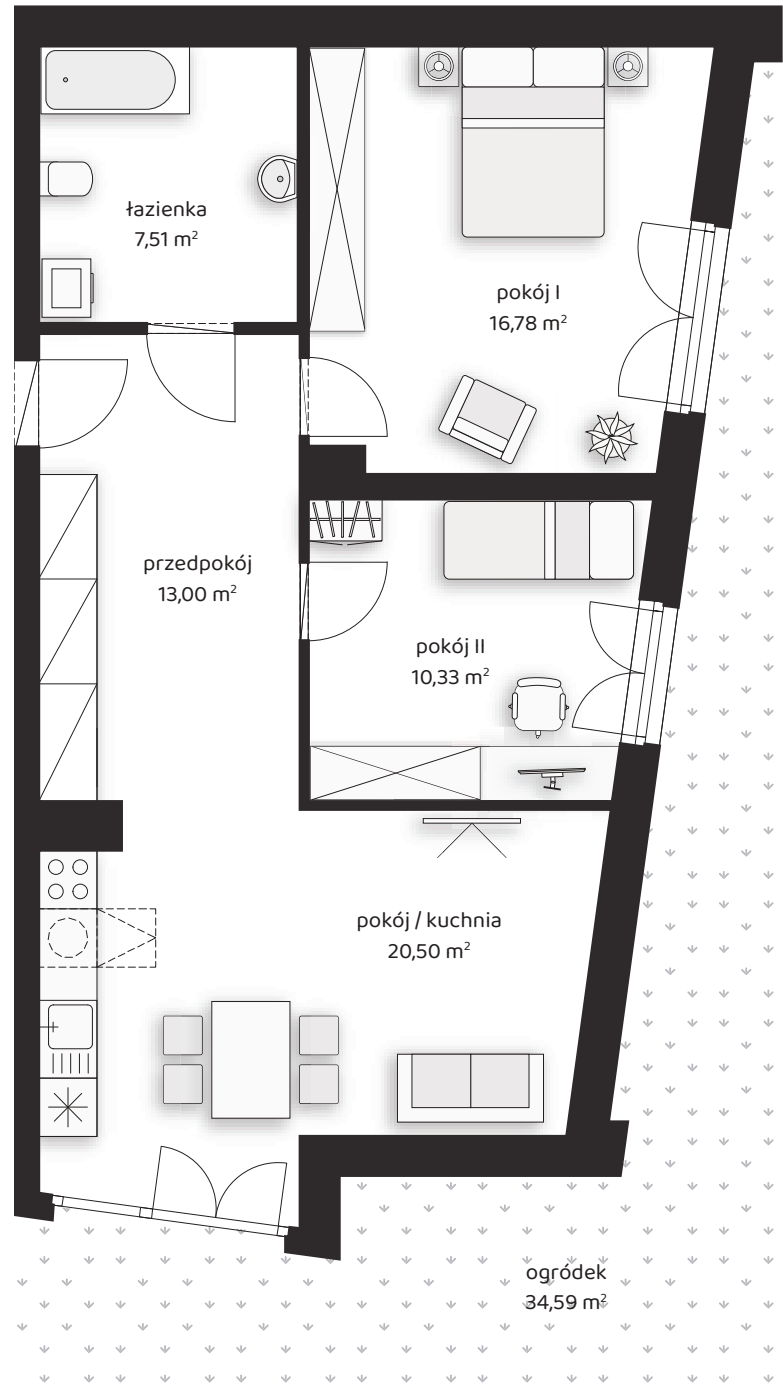 łazienka
7,51 m²
pokój I
16,78 m²
przedpokój
13,00 m²
pokój II
10,33 m²
pokój / kuchnia
20,50 m²
ogródek
34,59 m²